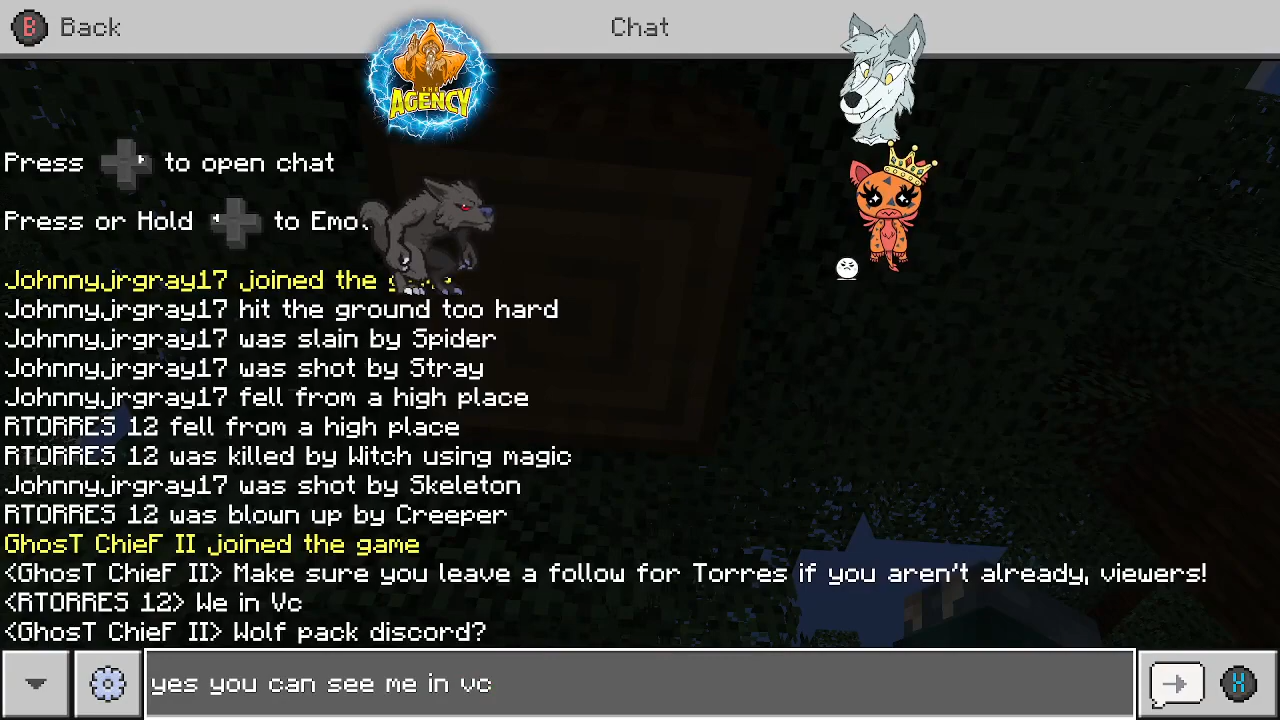 B Back
Chat
THE
AGENCY
Press to open chat
Press or Hold to Emo
Johnnyjrgray17 joined the
Johnnyjrgray17 hit the ground too hard
Johnnyjrgray17 was slain by Spider
Johnnyjrgray17 was shot by Stray
Johnnyjrgray17 fell from a high place
RTORRES 12 fell from a high place
RTORRES 12 was killed by Witch using magic
Johnnyjrgray17 was shot by Skeleton
RTORRES 12 was blown up by Creeper
GhosT ChieF II joined the game
<GhosT ChieF II> Make sure you leave a follow for Torres if you aren't already, viewers!
<RTORRES 12> We in Vc
<GhosT ChieF II> Wolf pack discord?
yes you can see me in vc
X